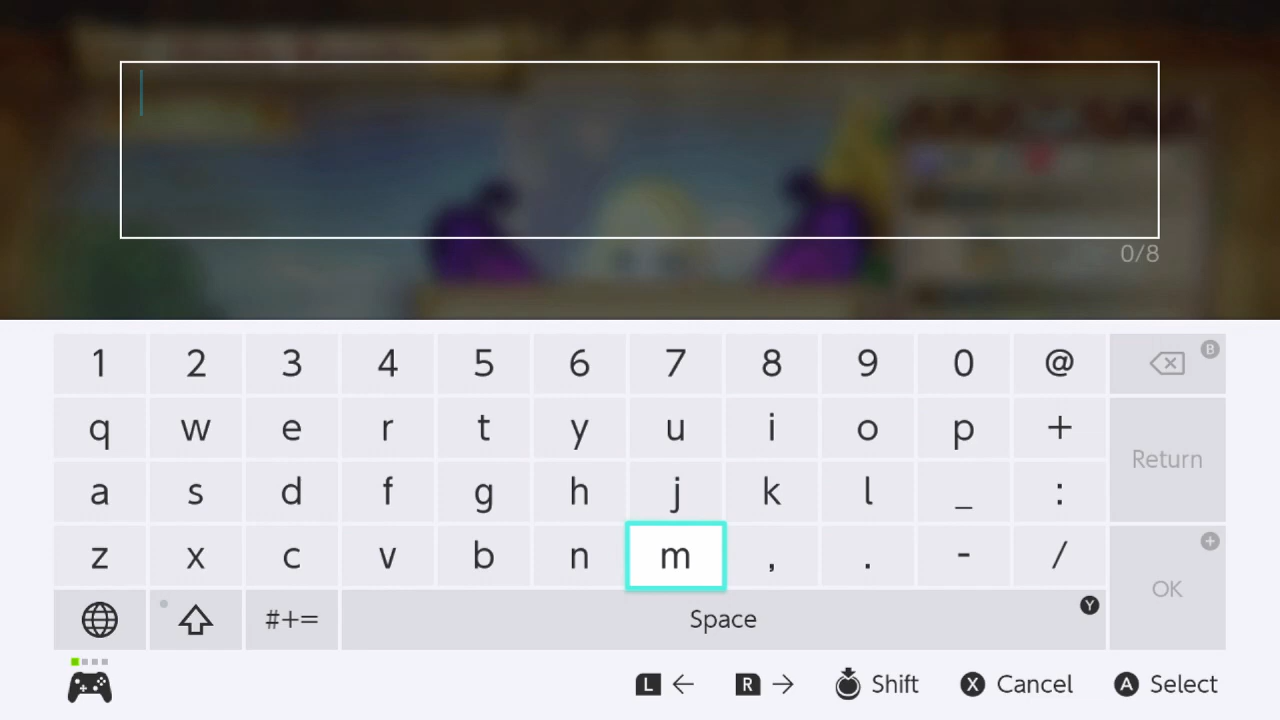 0/8
1 2 3 4 5 6 7 8 9 0 @ B
q w e r t y u i o p +
Return
a s d f g h j k l _ :
z x c v b n m , . - / +
OK
#+= Space Y
L ← R → Shift X Cancel A Select